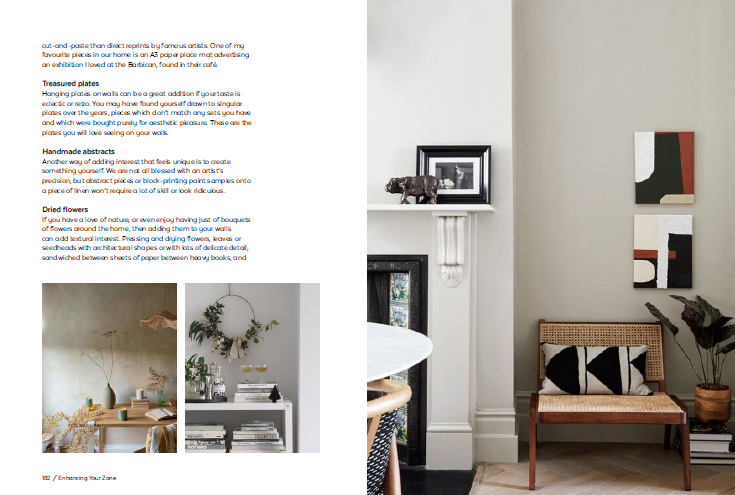 cut-and-paste than direct reprints by famous artists. One of my
favourite pieces in our home is an A3 paper place mat advertising
an exhibition I loved at the Barbican, found in their café.
Treasured plates
Hanging plates on walls can be a great addition if your taste is
eclectic or retro. You may have found yourself drawn to singular
plates over the years, pieces which don't match any sets you have
and which were bought purely for aesthetic pleasure. These are the
plates you will love seeing on your walls.
Handmade abstracts
Another way of adding interest that feels unique is to create
something yourself. We are not all blessed with an artist's
precision, but abstract pieces or block-printing paint samples onto
a piece of linen won't require a lot of skill or look ridiculous.
Dried flowers
If you have a love of nature, or even enjoy having just of bouquets
of flowers around the home, then adding them to your walls
can add textural interest. Pressing and drying flowers, leaves or
seedheads with architectural shapes or with lots of delicate detail,
sandwiched between sheets of paper between heavy books, and
182 / Enhancing Your Zone